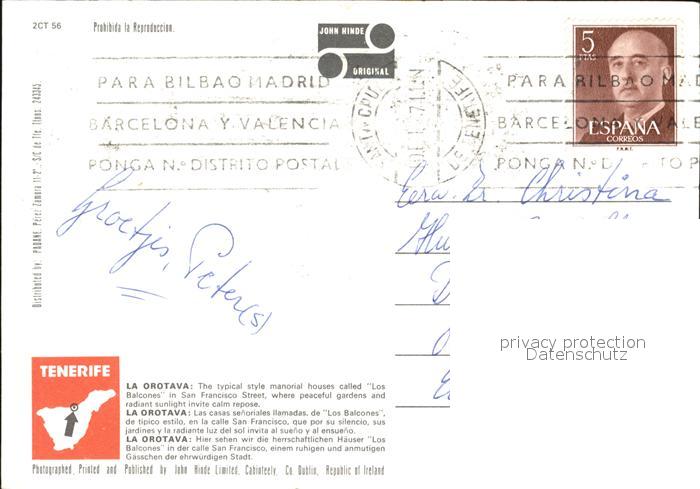 2CT 56
Prohibida la Reproduccion.
JOHN HINDE
ORIGINAL
5
PTAS
ESPAÑA
CORREOS
F.N.M.T.
PARA BILBAO MADRID
BARCELONA Y VALENCIA
PONGA N.º DISTRITO POSTAL
PARA BILBAO MAD
BARCELONA Y VALE
PONGA N.º D TO P
Distributed by: PADANE, Perez Zamora 11-2º - S/C de Tfe. Tfnos. 243345
Groetjes, Peter(s)
Christina
privacy protection
Datenschutz
TENERIFE
LA OROTAVA: The typical style manorial houses called "Los
Balcones" in San Francisco Street, where peaceful gardens and
radiant sunlight invite calm repose.
LA OROTAVA: Las casas señoriales llamadas, de "Los Balcones",
de tipico estilo, en la calle San Francisco, que por su silencio, sus
jardines y la radiante luz del sol invita al sueño y al ensueño.
LA OROTAVA: Hier sehen wir die herrschaftlichen Häuser "Los
Balcones" in der calle San Francisco, einem ruhigen und anmutigen
Gässchen der ehrwürdigen Stadt.
Photographed, Printed and Published by John Hinde Limited, Cabinteely, Co. Dublin, Republic of Ireland